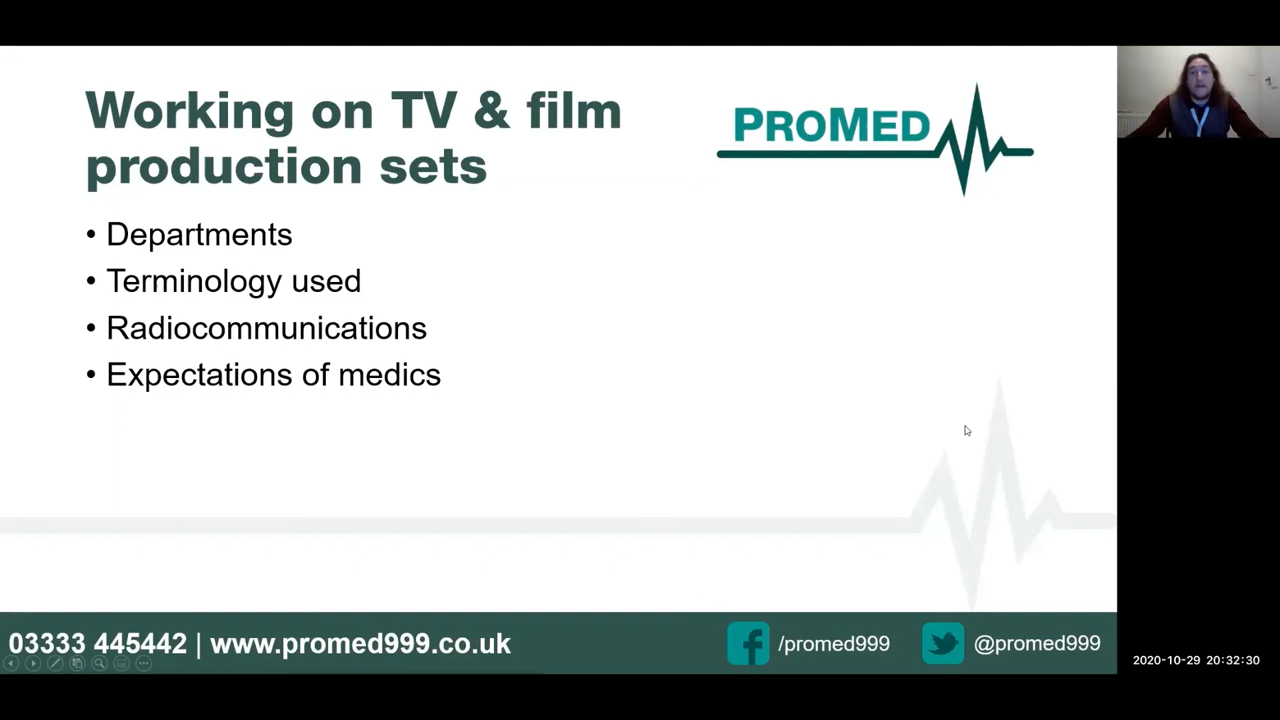 Working on TV & film
production sets
PROMED
• Departments
• Terminology used
• Radiocommunications
• Expectations of medics
03333 445442 | www.promed999.co.uk
/promed999
@promed999
2020-10-29 20:32:30